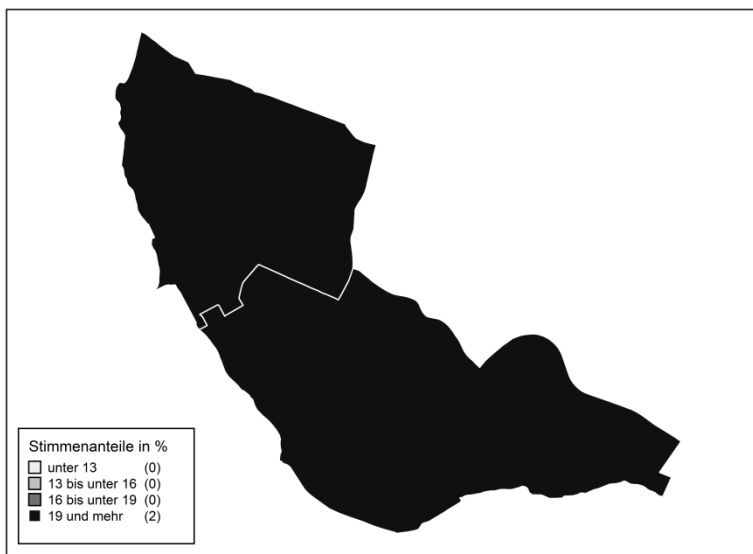 Stimmenanteile in %
unter 13 (0)
13 bis unter 16 (0)
16 bis unter 19 (0)
19 und mehr (2)